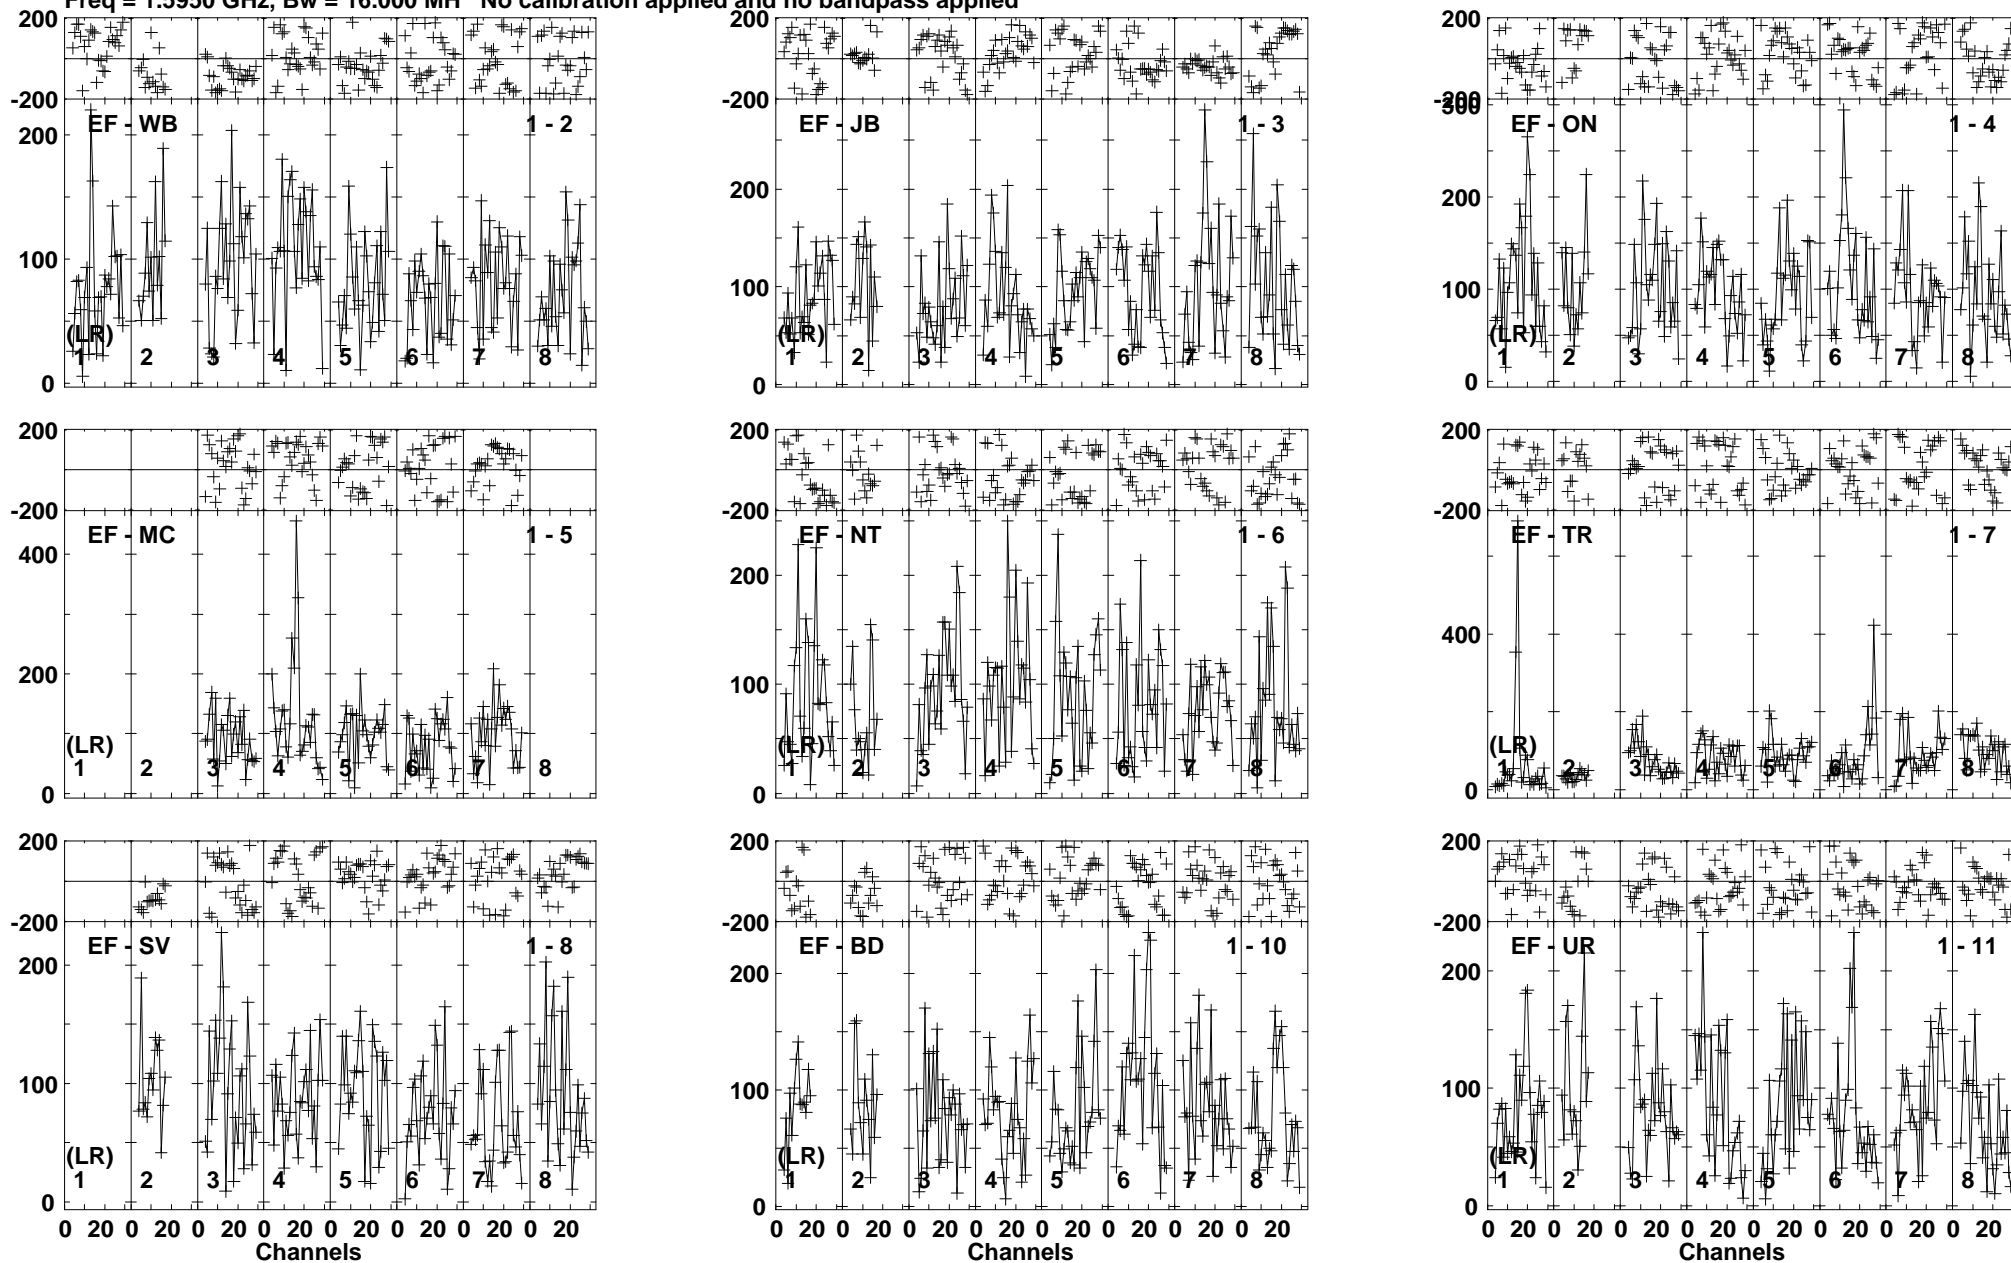 Freq = 1.5950 GHz, Bw = 16.000 MH No calibration applied and no bandpass applied
200 200 200
-200 -200 -200
EF - WB 1 - 2 EF - JB 1 - 3 300 EF - ON 1 - 4
200 200 200
100 100 100
(LR) (LR) (LR)
1 2 3 4 5 6 7 8 1 2 3 4 5 6 7 8 1 2 3 4 5 6 7 8
0 0 0
200 200 200
-200 -200 -200
EF - MC 1 - 5 EF - NT 1 - 6 EF - TR 1 - 7
400 200 400
200 100
(LR) (LR) (LR)
1 2 3 4 5 6 7 8 1 2 3 4 5 6 7 8 1 2 3 4 5 6 7 8
0 0 0
200 200 200
-200 -200 -200
EF - SV 1 - 8 EF - BD 1 - 10 EF - UR 1 - 11
200 200 200
100 100 100
(LR) (LR) (LR)
1 2 3 4 5 6 7 8 1 2 3 4 5 6 7 8 1 2 3 4 5 6 7 8
0 0 0
0 20 0 20 0 20 0 20 0 20 0 20 0 20 0 20 0 20 0 20 0 20 0 20 0 20 0 20 0 20 0 20 0 20 0 20 0 20 0 20 0 20 0 20 0 20 0 20
Channels Channels Channels